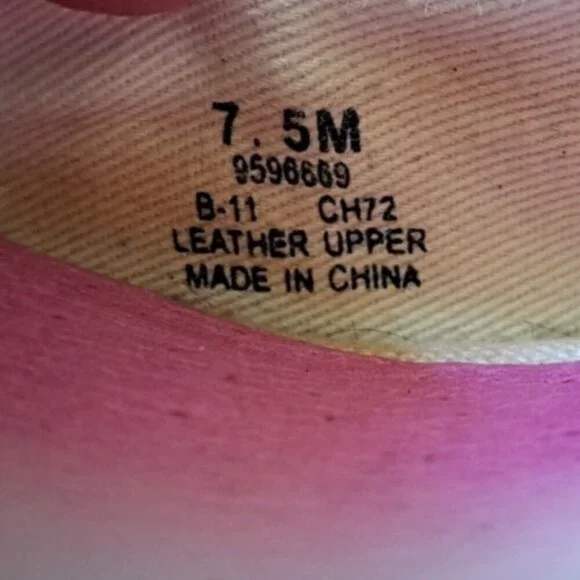 7.5M
9596669
B-11 CH72
LEATHER UPPER
MADE IN CHINA